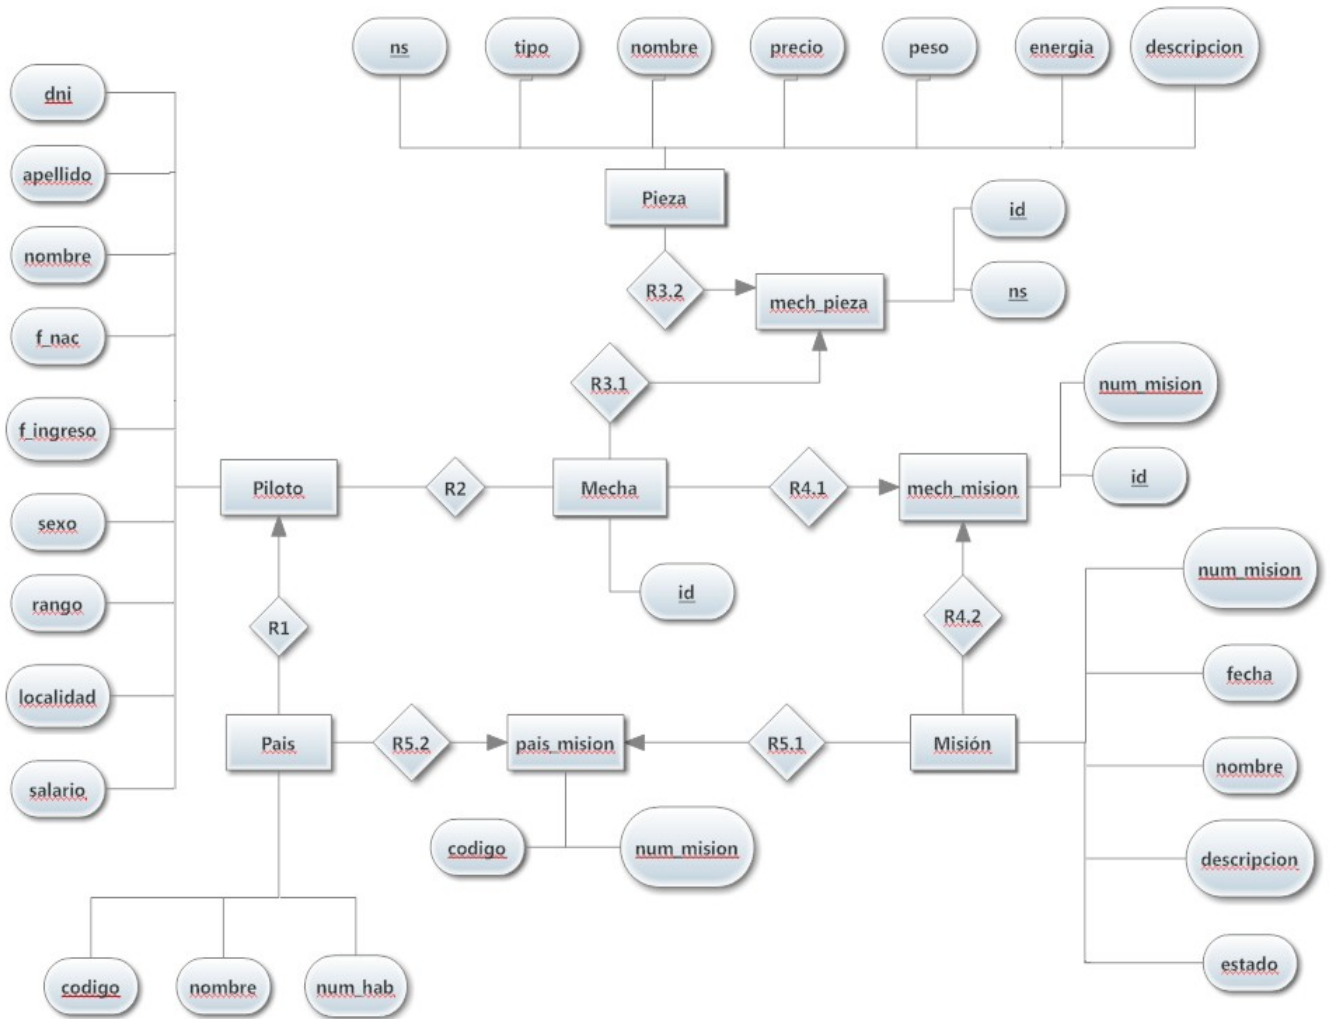 ns
tipo
nombre
precio
peso
energia
descripcion
dni
apellido
nombre
f_nac
f_ingreso
sexo
rango
localidad
salario
Pieza
id
ns
R3.2
mech_pieza
R3.1
num_mision
id
Piloto
R2
Mecha
R4.1
mech_mision
id
R1
R4.2
num_mision
fecha
nombre
descripcion
estado
Pais
R5.2
pais_mision
R5.1
Misión
codigo
num_mision
codigo
nombre
num_hab